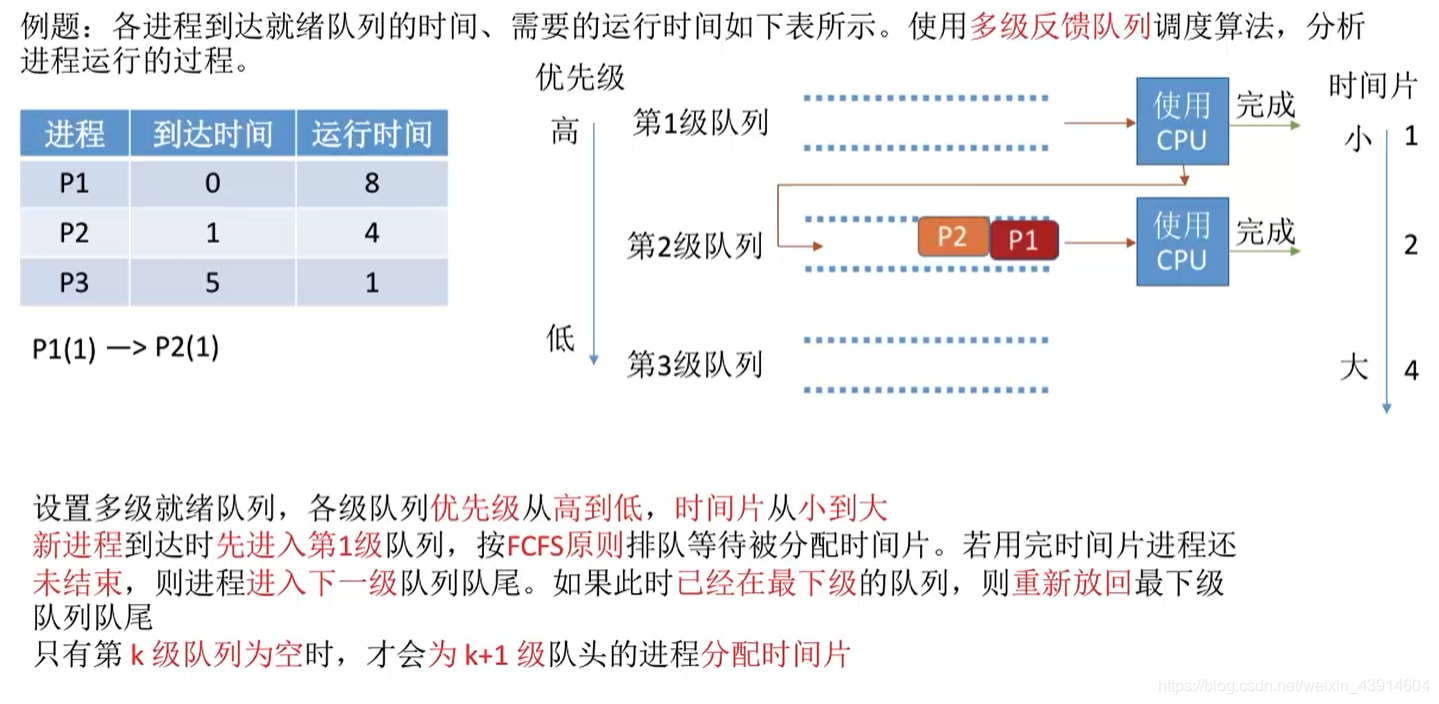 例题：各进程到达就绪队列的时间、需要的运行时间如下表所示。使用多级反馈队列调度算法，分析
进程运行的过程。
进程 到达时间 运行时间
P1 0 8
P2 1 4
P3 5 1
P1(1) —> P2(1)
优先级
高
低
第1级队列
使用
CPU
完成
第2级队列
P2 P1
使用
CPU
完成
第3级队列
时间片
小 1
2
大 4
设置多级就绪队列，各级队列优先级从高到低，时间片从小到大
新进程到达时先进入第1级队列，按FCFS原则排队等待被分配时间片。若用完时间片进程还
未结束，则进程进入下一级队列队尾。如果此时已经在最下级的队列，则重新放回最下级
队列队尾
只有第 k 级队列为空时，才会为 k+1 级队头的进程分配时间片
https://blog.csdn.net/weixin_43914604